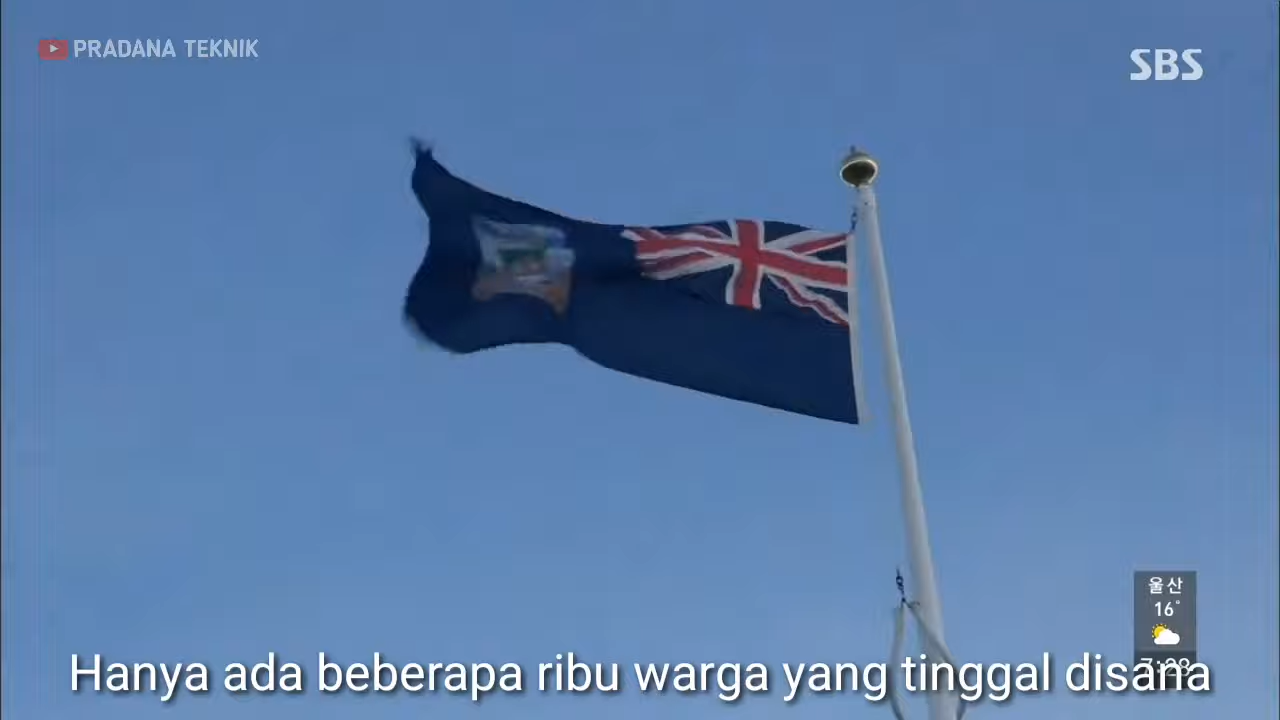 PRADANA TEKNIK
SBS
울산
16°
Hanya ada beberapa ribu warga yang tinggal disana